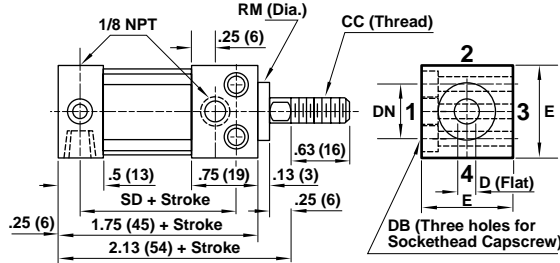 RM (Dia.)
1/8 NPT
.25 (6)
CC (Thread)
2
DN
1
3
E
.63 (16)
4
D (Flat)
.5 (13)
.75 (19)
.13 (3)
SD + Stroke
.25 (6)
E
.25 (6)
1.75 (45) + Stroke
2.13 (54) + Stroke
DB (Three holes for
Sockethead Capscrew)